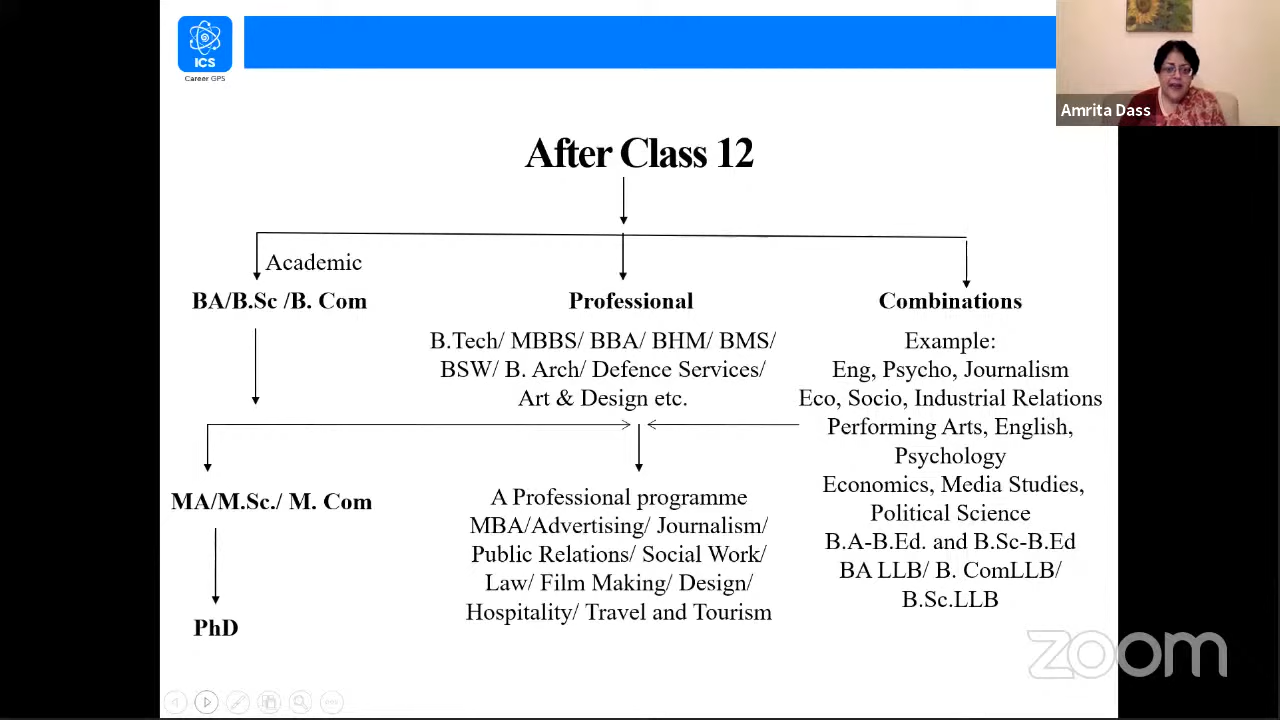 ICS
Career GPS
Amrita Dass
After Class 12
Academic
BA/B.Sc /B. Com
Professional
B.Tech/ MBBS/ BBA/ BHM/ BMS/
BSW/ B. Arch/ Defence Services/
Art & Design etc.
Combinations
Example:
Eng, Psycho, Journalism
Eco, Socio, Industrial Relations
Performing Arts, English,
Psychology
Economics, Media Studies,
Political Science
B.A-B.Ed. and B.Sc-B.Ed
BA LLB/ B. ComLLB/
B.Sc.LLB
MA/M.Sc./ M. Com
PhD
A Professional programme
MBA/Advertising/ Journalism/
Public Relations/ Social Work/
Law/ Film Making/ Design/
Hospitality/ Travel and Tourism
zoom